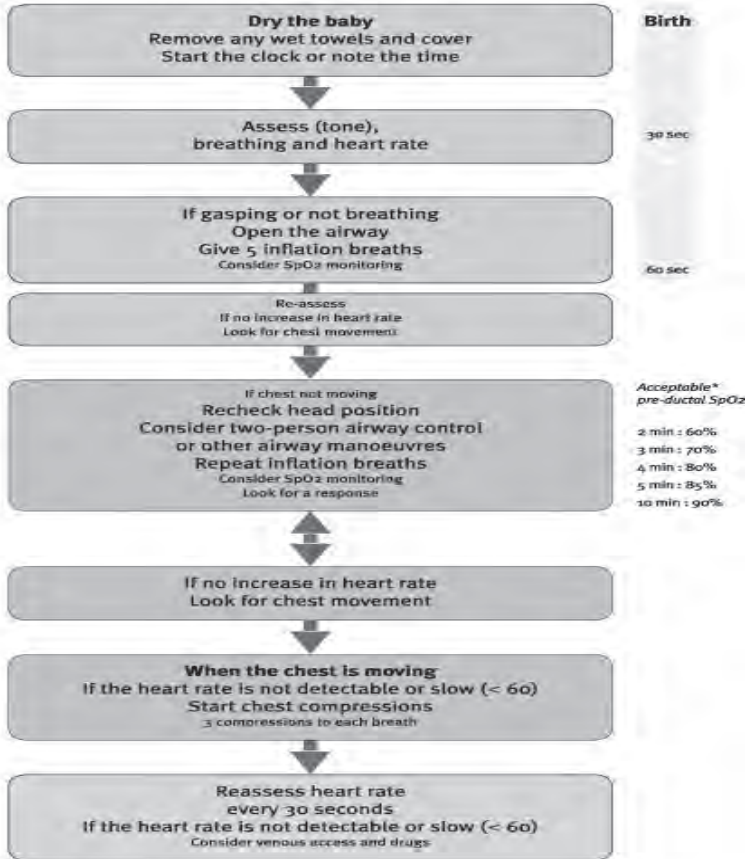 Dry the baby
Remove any wet towels and cover
Start the clock or note the time
Birth
Assess (tone),
breathing and heart rate
30 sec
If gasping or not breathing
Open the airway
Give 5 inflation breaths
Consider SpO2 monitoring
60 sec
Re-assess
If no increase in heart rate
Look for chest movement
If chest not moving
Recheck head position
Consider two-person airway control
or other airway manoeuvres
Repeat inflation breaths
Consider SpO2 monitoring
Look for a response
Acceptable*
pre-ductal SpO2
2 min : 60%
3 min : 70%
4 min : 80%
5 min : 85%
10 min : 90%
If no increase in heart rate
Look for chest movement
When the chest is moving
If the heart rate is not detectable or slow (< 60)
Start chest compressions
3 compressions to each breath
Reassess heart rate
every 30 seconds
If the heart rate is not detectable or slow (< 60)
Consider venous access and drugs